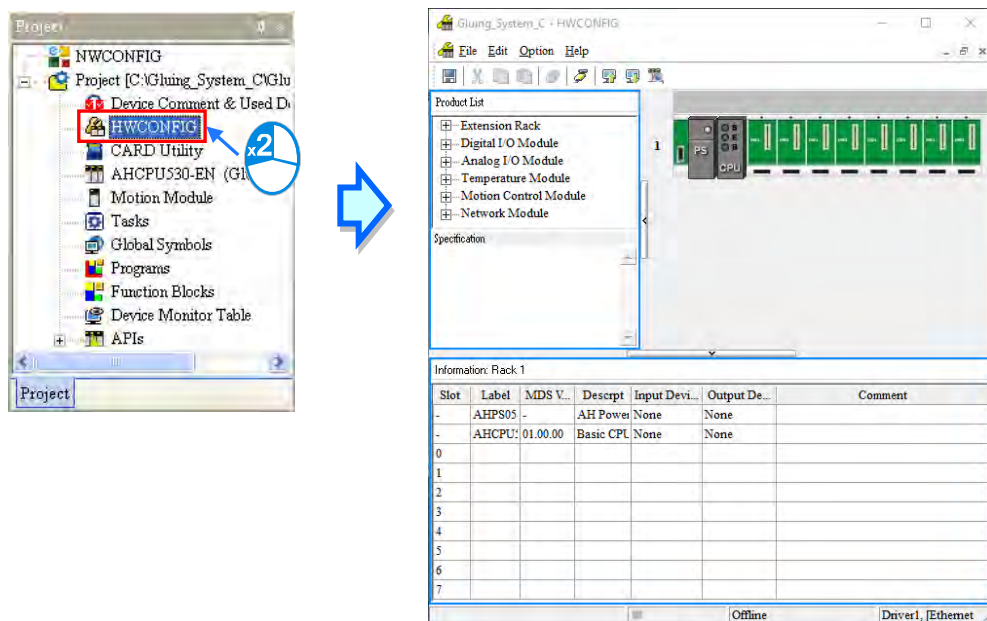 Project
NWCONFIG
Project [C:\Gluing_System_C\Glu
Device Comment & Used D
HWCONFIG
CARD Utility
AHCPU530-EN (Gl
Motion Module
Tasks
Global Symbols
Programs
Function Blocks
Device Monitor Table
APIs
Project
x2
Gluing_System_C - HWCONFIG
File Edit Option Help
Product List
Extension Rack
Digital I/O Module
Analog I/O Module
Temperature Module
Motion Control Module
Network Module
Specification
1
PS CPU
Information: Rack 1
Slot Label MDS V... Descrpt Input Devi... Output De... Comment
- AHPS05 - AH Power None None
- AHCPU: 01.00.00 Basic CPU None None
0
1
2
3
4
5
6
7
Offline Driver1, [Ethernet